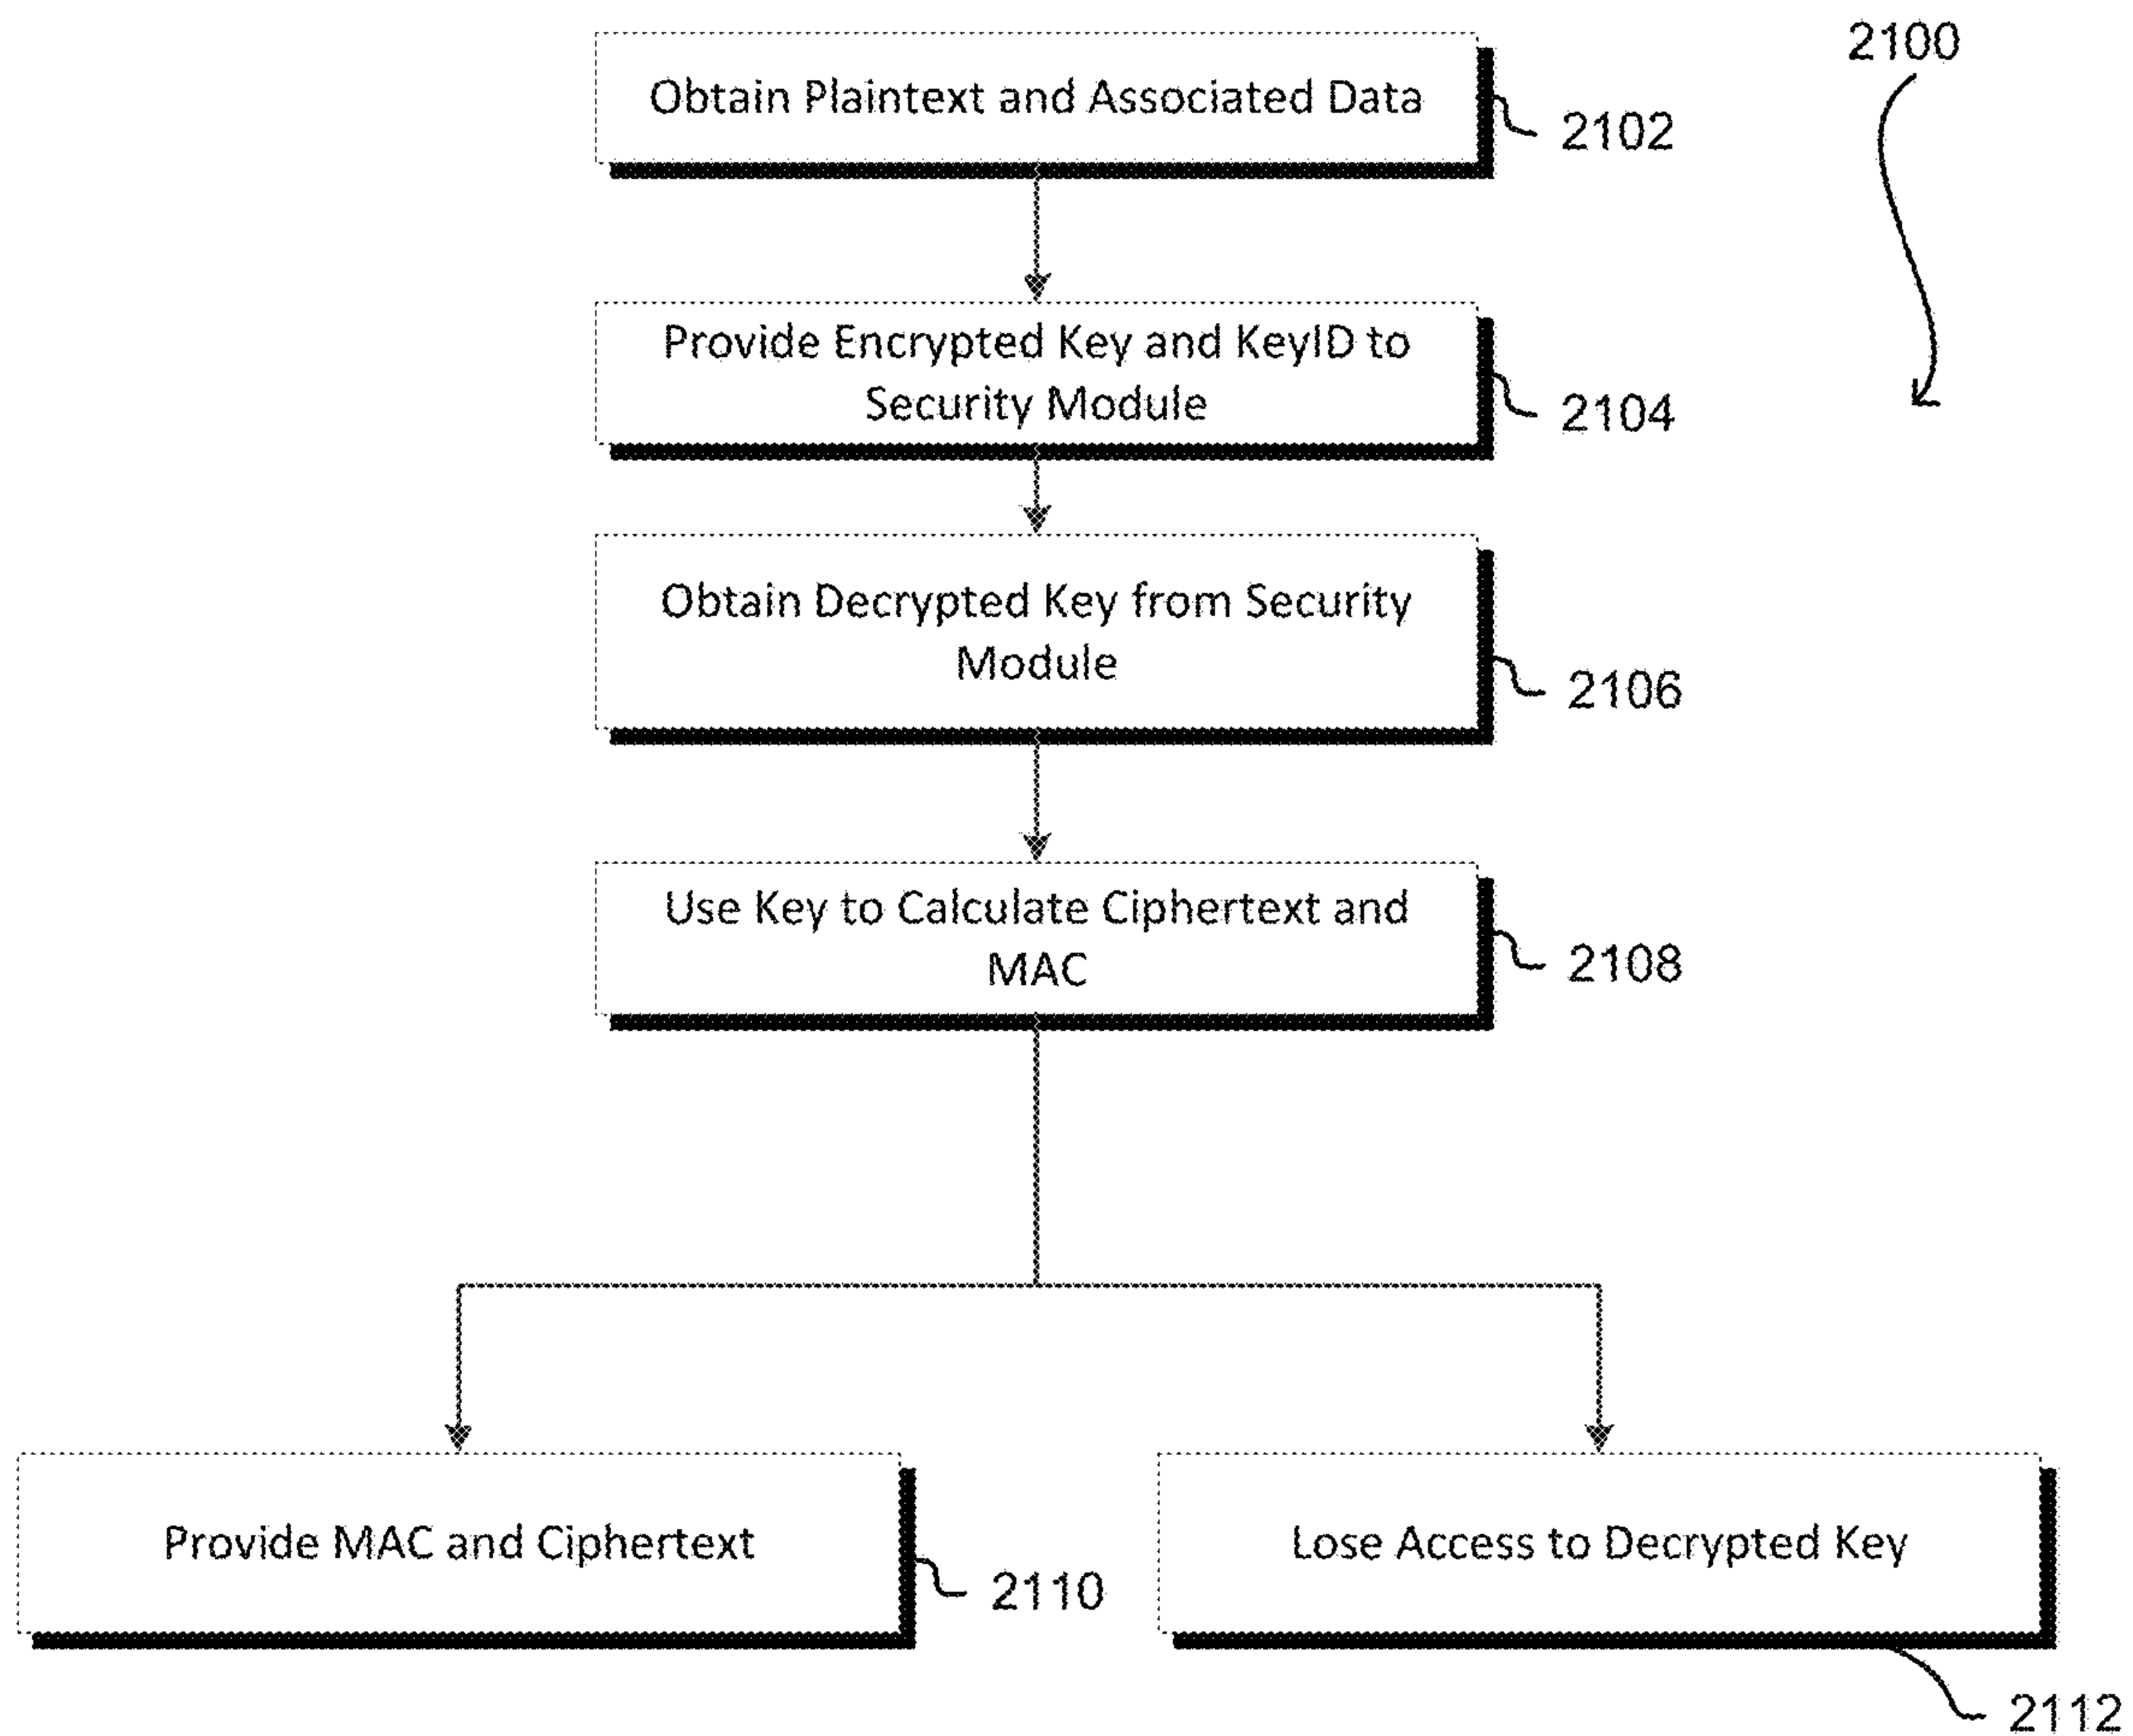 2100
Obtain Plaintext and Associated Data
2102
Provide Encrypted Key and KeyID to
Security Module
2104
Obtain Decrypted Key from Security
Module
2106
Use Key to Calculate Ciphertext and
MAC
2108
Provide MAC and Ciphertext
2110
Lose Access to Decrypted Key
2112